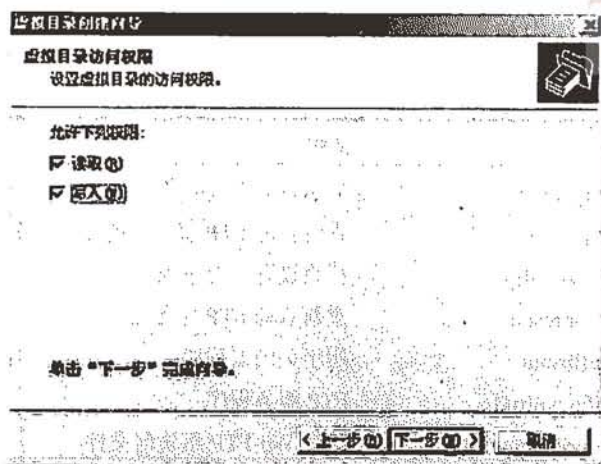 虚拟目录创建向导
虚拟目录访问权限
设置虚拟目录的访问权限。
允许下列权限:
读取(R)
写入(W)
单击“下一步”完成向导。
< 上一步(B) 下一步(N) > 取消